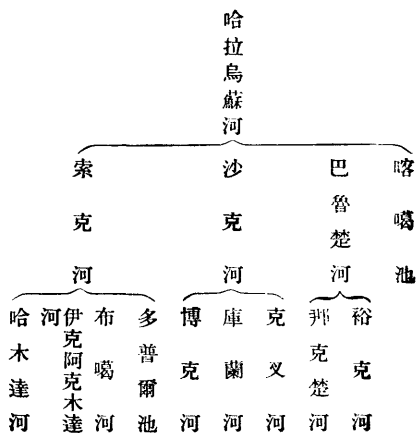 哈拉烏蘇河
喀噶池
巴魯楚河
沙克河
索克河
裕克河
邦克楚河
克叉河
庫蘭河
博克河
多普爾池
布噶河
伊克阿克木達河
哈木達河